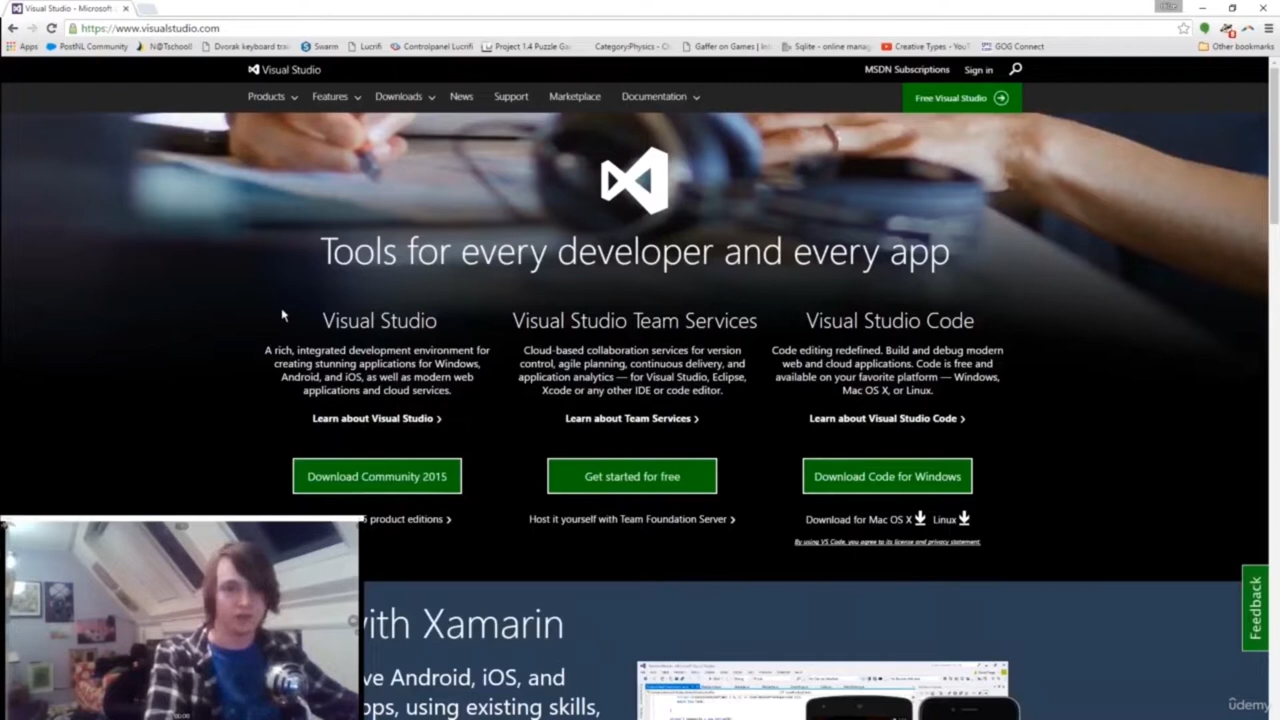 Visual Studio - Microsoft
https://www.visualstudio.com
Apps
PostNL Community
N@Tschool!
Dvorak keyboard trai
Swarm
Lucrifi
Controlpanel Lucrifi
Project 1.4 Puzzle Ga
Category:Physics - C
Gaffer on Games | In
Sqlite - online mana
Creative Types - YouT
GOG Connect
Other bookmarks
Visual Studio
MSDN Subscriptions
Sign in
Products
Features
Downloads
News
Support
Marketplace
Documentation
Free Visual Studio
Tools for every developer and every app
Visual Studio
A rich, integrated development environment for
creating stunning applications for Windows,
Android, and iOS, as well as modern web
applications and cloud services.
Learn about Visual Studio >
Download Community 2015
product editions >
Visual Studio Team Services
Cloud-based collaboration services for version
control, agile planning, continuous delivery, and
application analytics — for Visual Studio, Eclipse,
Xcode or any other IDE or code editor.
Learn about Team Services >
Get started for free
Host it yourself with Team Foundation Server >
Visual Studio Code
Code editing redefined. Build and debug modern
web and cloud applications. Code is free and
available on your favorite platform — Windows,
Mac OS X, or Linux.
Learn about Visual Studio Code >
Download Code for Windows
Download for Mac OS X
Linux
By using VS Code, you agree to its license and privacy statement.
Feedback
with Xamarin
ve Android, iOS, and
ps, using existing skills,
ûdemy